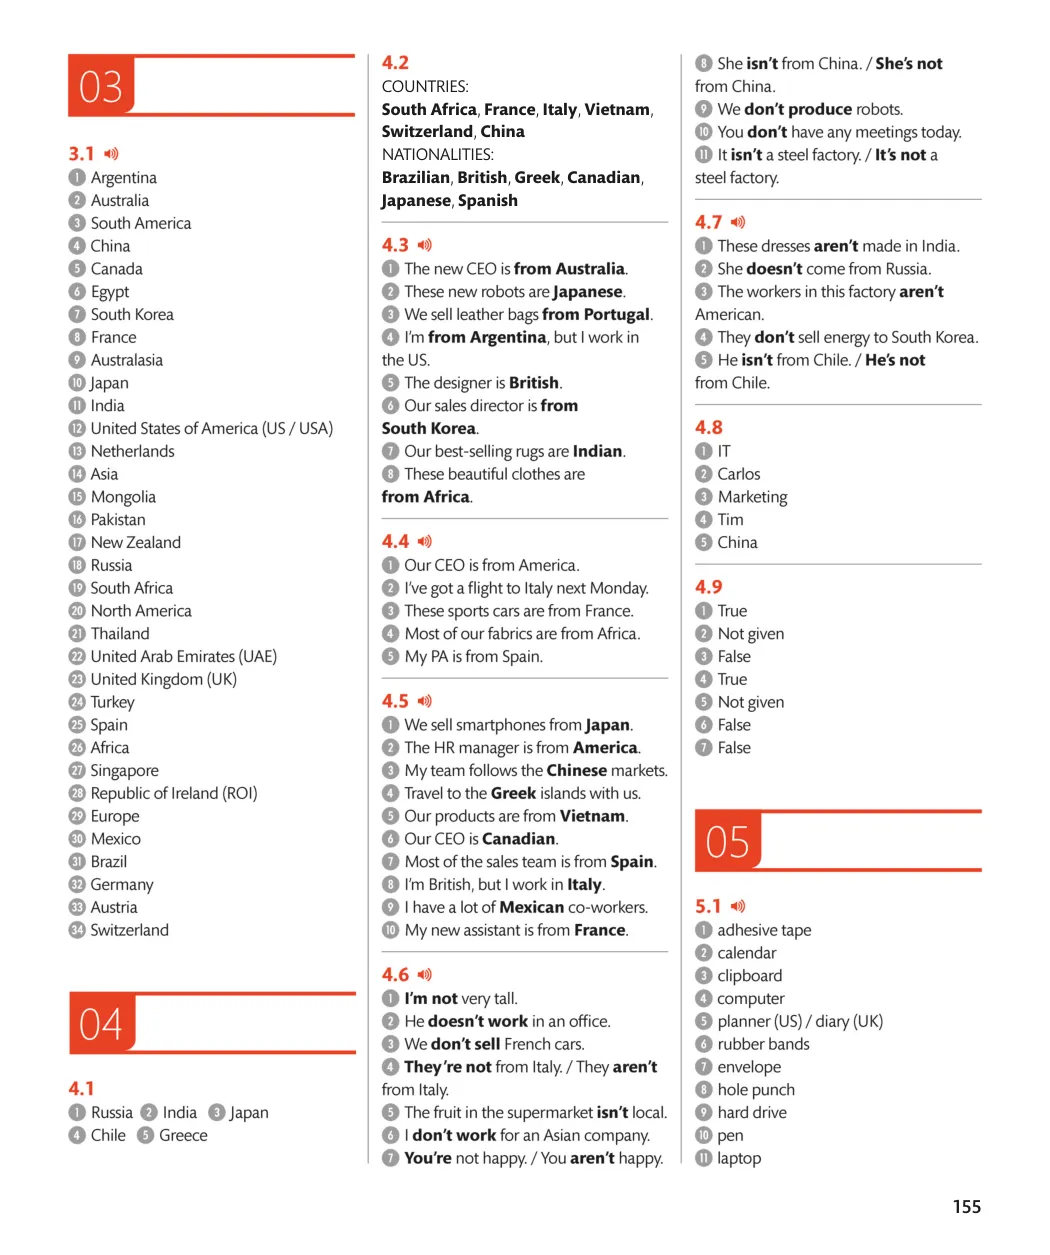 03
3.1
1 Argentina
2 Australia
3 South America
4 China
5 Canada
6 Egypt
7 South Korea
8 France
9 Australasia
10 Japan
11 India
12 United States of America (US / USA)
13 Netherlands
14 Asia
15 Mongolia
16 Pakistan
17 New Zealand
18 Russia
19 South Africa
20 North America
21 Thailand
22 United Arab Emirates (UAE)
23 United Kingdom (UK)
24 Turkey
25 Spain
26 Africa
27 Singapore
28 Republic of Ireland (ROI)
29 Europe
30 Mexico
31 Brazil
32 Germany
33 Austria
34 Switzerland
04
4.1
1 Russia 2 India 3 Japan
4 Chile 5 Greece
4.2
COUNTRIES:
South Africa, France, Italy, Vietnam,
Switzerland, China
NATIONALITIES:
Brazilian, British, Greek, Canadian,
Japanese, Spanish
4.3
1 The new CEO is from Australia.
2 These new robots are Japanese.
3 We sell leather bags from Portugal.
4 I'm from Argentina, but I work in
the US.
5 The designer is British.
6 Our sales director is from
South Korea.
7 Our best-selling rugs are Indian.
8 These beautiful clothes are
from Africa.
4.4
1 Our CEO is from America.
2 I've got a flight to Italy next Monday.
3 These sports cars are from France.
4 Most of our fabrics are from Africa.
5 My PA is from Spain.
4.5
1 We sell smartphones from Japan.
2 The HR manager is from America.
3 My team follows the Chinese markets.
4 Travel to the Greek islands with us.
5 Our products are from Vietnam.
6 Our CEO is Canadian.
7 Most of the sales team is from Spain.
8 I'm British, but I work in Italy.
9 I have a lot of Mexican co-workers.
10 My new assistant is from France.
4.6
1 I'm not very tall.
2 He doesn't work in an office.
3 We don't sell French cars.
4 They're not from Italy. / They aren't
from Italy.
5 The fruit in the supermarket isn't local.
6 I don't work for an Asian company.
7 You're not happy. / You aren't happy.
8 She isn't from China. / She's not
from China.
9 We don't produce robots.
10 You don't have any meetings today.
11 It isn't a steel factory. / It's not a
steel factory.
4.7
1 These dresses aren't made in India.
2 She doesn't come from Russia.
3 The workers in this factory aren't
American.
4 They don't sell energy to South Korea.
5 He isn't from Chile. / He's not
from Chile.
4.8
1 IT
2 Carlos
3 Marketing
4 Tim
5 China
4.9
1 True
2 Not given
3 False
4 True
5 Not given
6 False
7 False
05
5.1
1 adhesive tape
2 calendar
3 clipboard
4 computer
5 planner (US) / diary (UK)
6 rubber bands
7 envelope
8 hole punch
9 hard drive
10 pen
11 laptop
155